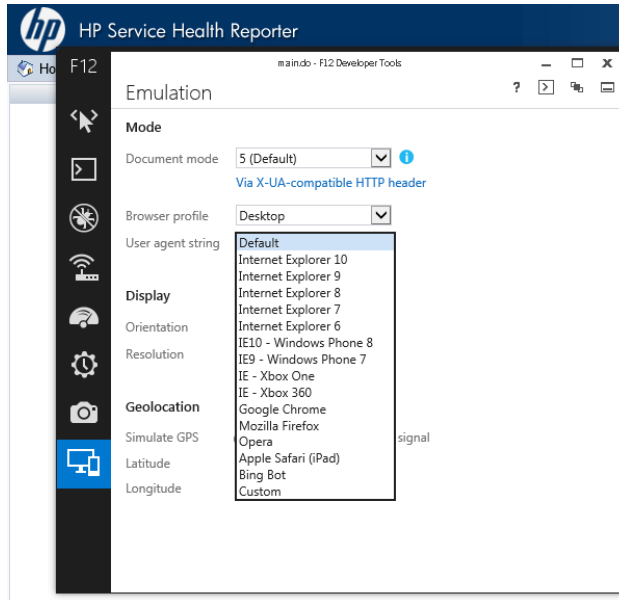 hp HP Service Health Reporter
Ho
F12 main.do - F12 Developer Tools
Emulation ?
Mode
Document mode 5 (Default)
Via X-UA-compatible HTTP header
Browser profile Desktop
User agent string Default
Internet Explorer 10
Internet Explorer 9
Internet Explorer 8
Internet Explorer 7
Internet Explorer 6
IE10 - Windows Phone 8
IE9 - Windows Phone 7
IE - Xbox One
IE - Xbox 360
Google Chrome
Mozilla Firefox
Opera
Apple Safari (iPad)
Bing Bot
Custom
Display
Orientation
Resolution
Geolocation
Simulate GPS signal
Latitude
Longitude